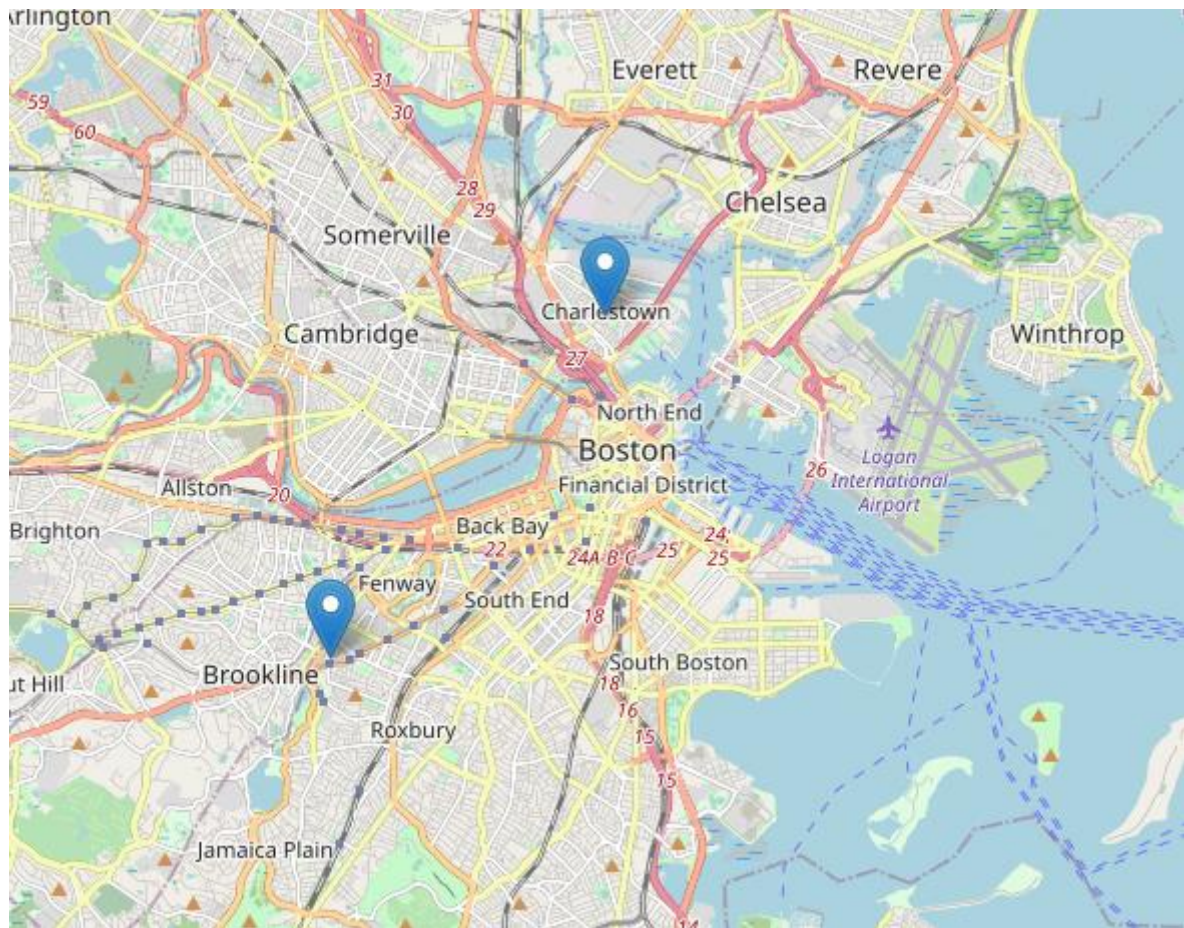 Arlington
Everett
Revere
31
59
30
60
28
Chelsea
29
Somerville
Charlestown
Cambridge
Winthrop
27
North End
Boston
26
Logan
International
Airport
Allston
20
Financial District
Brighton
Back Bay
22
24A-B-C
25
24,
25
Fenway
South End
18
Brookline
ut Hill
South Boston
18
16
Roxbury
15
15
Jamaica Plain
14